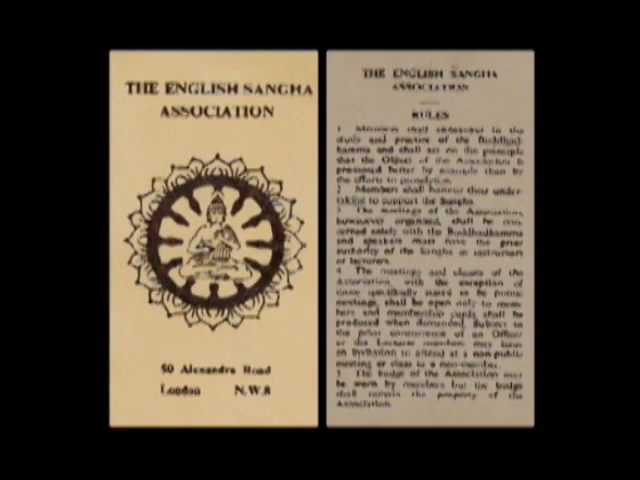 THE ENGLISH SANGHA
ASSOCIATION
50 Alexandra Road
London N.W.8
THE ENGLISH SANGHA
ASSOCIATION
RULES
1. Members shall endeavour to the
study and practice of the Buddhad-
hamma and shall act on the principle
that the Object of the Association is
promoted better by example than by
the efforts to
2. Members shall honour their under-
taking to support the Sangha.
3. The meetings of the Association,
however organised, shall be con-
cerned solely with the Buddhadhamma
and speakers must have the prior
authority of the Sangha as instructors
or lecturers.
4. The meetings and classes of the
Association, with the exception of
those specifically stated to be public
meetings, shall be open only to mem-
bers and membership cards shall be
produced when demanded. Subject to
the prior concurrence of an Officer
or the Lecturer members may issue
an invitation to attend at a non-public
meeting or class to a non-member.
5. The badge of the Association may
be worn by members but the badge
shall remain the property of the
Association.